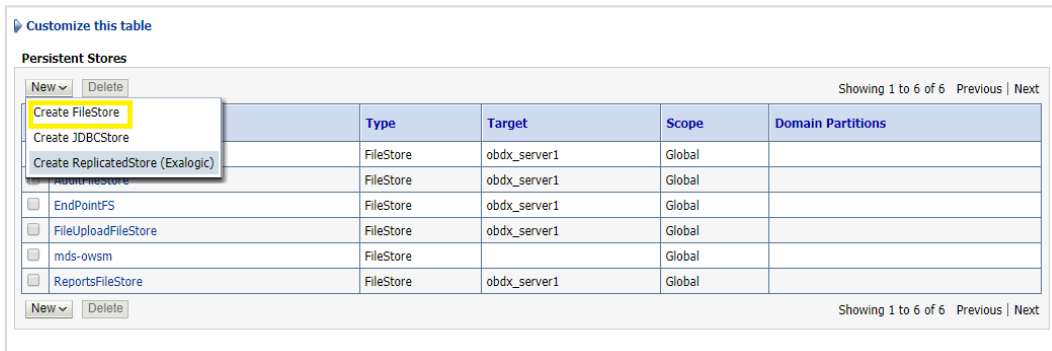 Customize this table
Persistent Stores
New Delete Showing 1 to 6 of 6 Previous | Next
Create FileStore
Create JDBCStore
Create ReplicatedStore (Exalogic)
Type Target Scope Domain Partitions
FileStore obdx_server1 Global
AuditFileStore FileStore obdx_server1 Global
EndPointFS FileStore obdx_server1 Global
FileUploadFileStore FileStore obdx_server1 Global
mds-owsm FileStore Global
ReportsFileStore FileStore obdx_server1 Global
New Delete Showing 1 to 6 of 6 Previous | Next